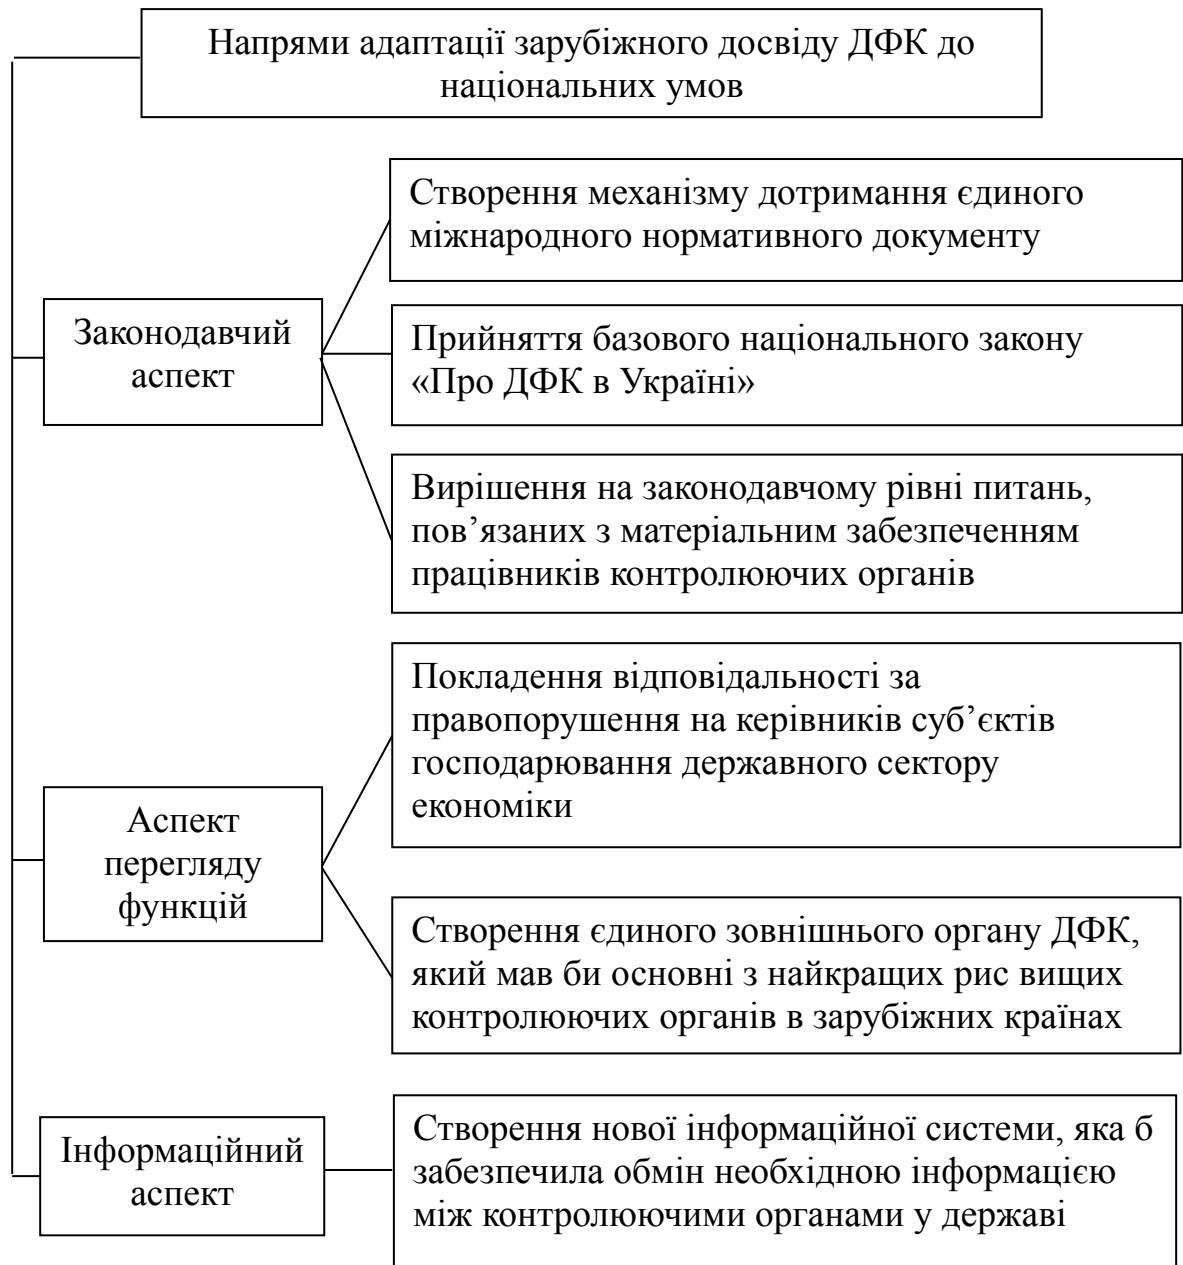 Напрями адаптації зарубіжного досвіду ДФК до
національних умов
Створення механізму дотримання єдиного
міжнародного нормативного документу
Законодавчий
аспект
Прийняття базового національного закону
«Про ДФК в Україні»
Вирішення на законодавчому рівні питань,
пов’язаних з матеріальним забезпеченням
працівників контролюючих органів
Покладення відповідальності за
правопорушення на керівників суб’єктів
господарювання державного сектору
економіки
Аспект
перегляду
функцій
Створення єдиного зовнішнього органу ДФК,
який мав би основні з найкращих рис вищих
контролюючих органів в зарубіжних країнах
Інформаційний
аспект
Створення нової інформаційної системи, яка б
забезпечила обмін необхідною інформацією
між контролюючими органами у державі